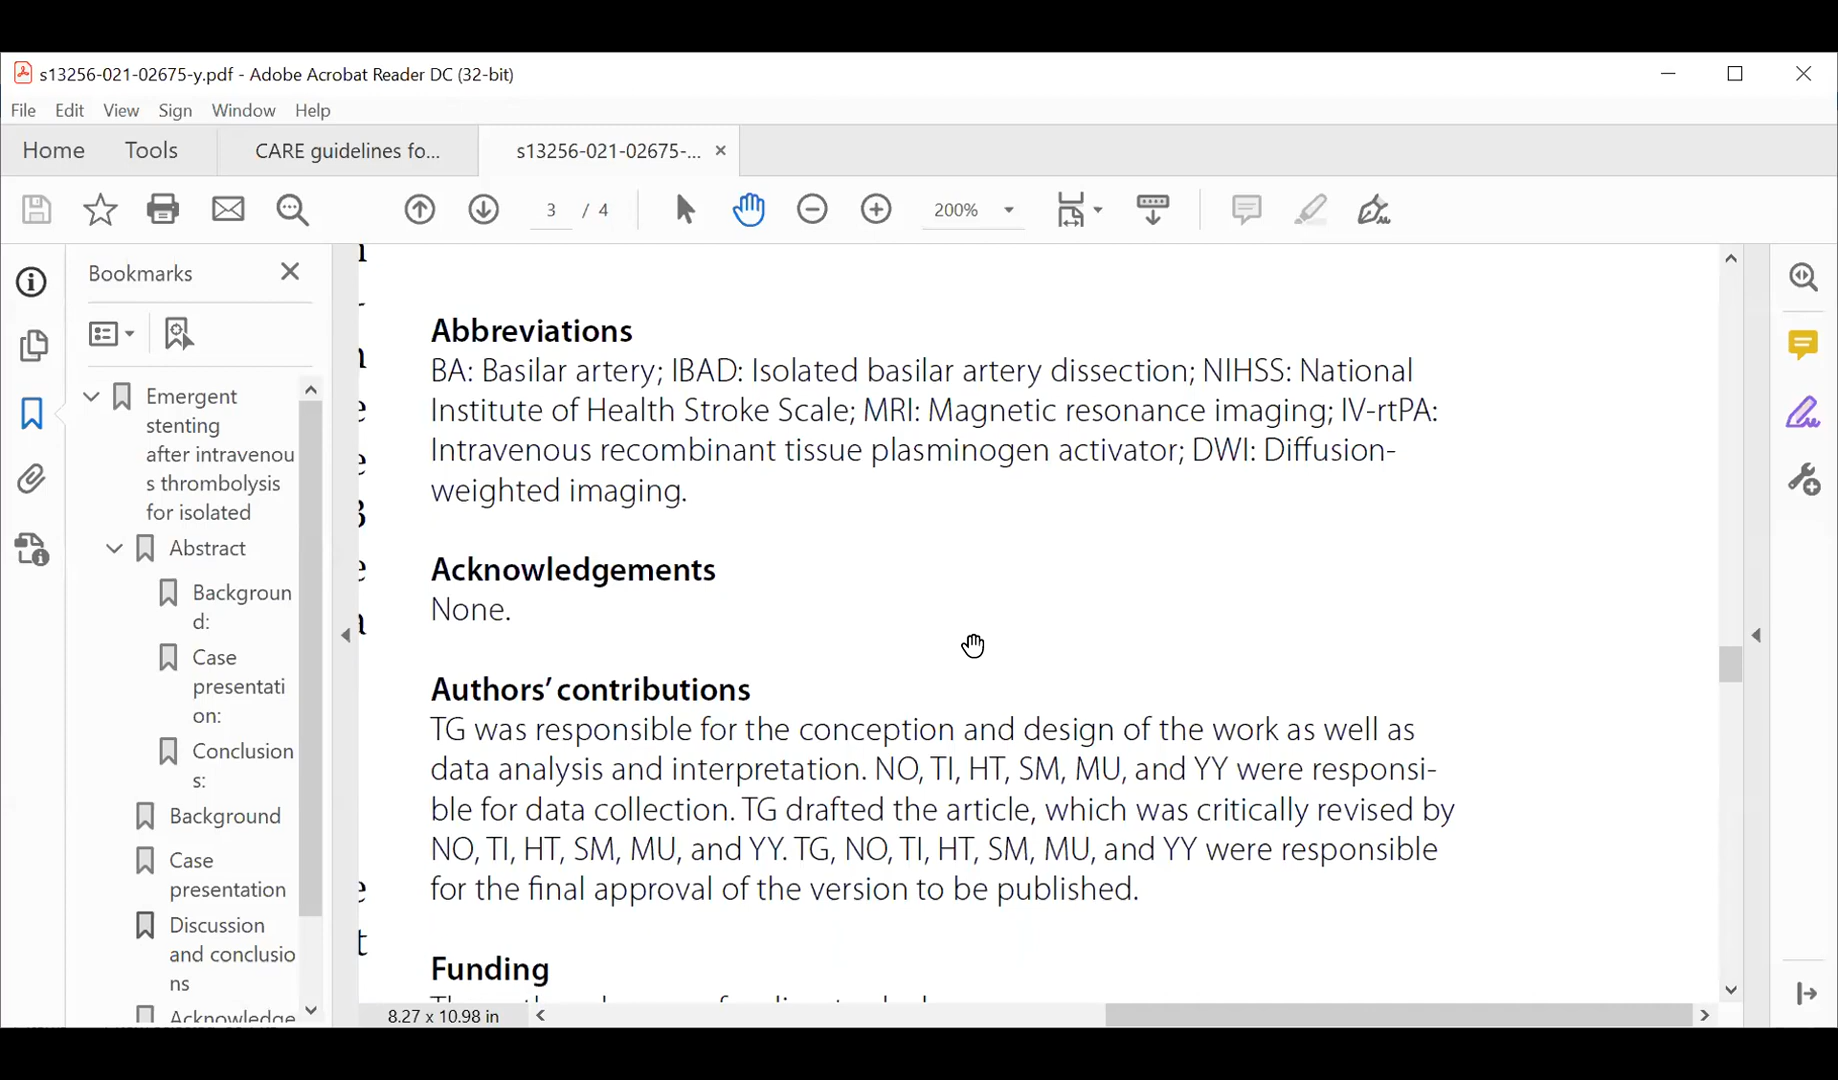 s13256-021-02675-y.pdf - Adobe Acrobat Reader DC (32-bit)
File Edit View Sign Window Help
Home Tools CARE guidelines fo... s13256-021-02675-...
3 / 4 200%
Bookmarks
Emergent
stenting
after intravenou
s thrombolysis
for isolated
Abstract
Backgroun
d:
Case
presentati
on:
Conclusion
s:
Background
Case
presentation
Discussion
and conclusio
ns
Acknowledge
Abbreviations
BA: Basilar artery; IBAD: Isolated basilar artery dissection; NIHSS: National
Institute of Health Stroke Scale; MRI: Magnetic resonance imaging; IV-rtPA:
Intravenous recombinant tissue plasminogen activator; DWI: Diffusion-
weighted imaging.
Acknowledgements
None.
Authors’ contributions
TG was responsible for the conception and design of the work as well as
data analysis and interpretation. NO, TI, HT, SM, MU, and YY were responsi-
ble for data collection. TG drafted the article, which was critically revised by
NO, TI, HT, SM, MU, and YY. TG, NO, TI, HT, SM, MU, and YY were responsible
for the final approval of the version to be published.
Funding
8.27 x 10.98 in